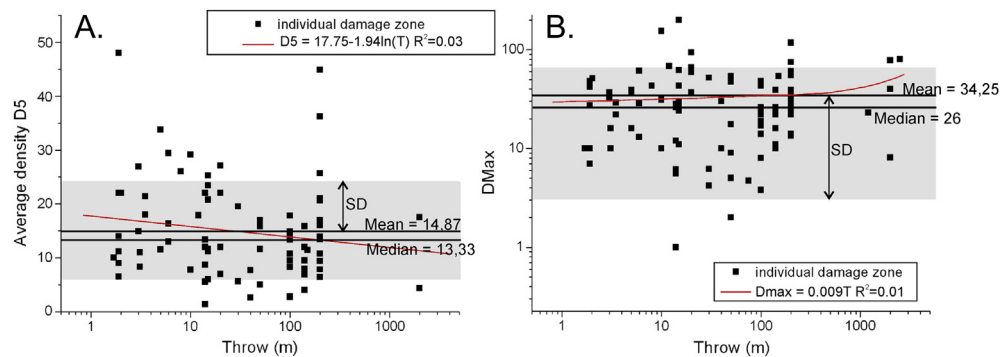 A.
individual damage zone
D5 = 17.75-1.94ln(T) R²=0.03
50
40
30
20
10
0
Average density D5
SD
Mean = 14.87
Median = 13,33
1
10
100
1000
Throw (m)
B.
100
10
1
DMax
Mean = 34,25
Median = 26
SD
individual damage zone
Dmax = 0.009T R²=0.01
1
10
100
1000
Throw (m)